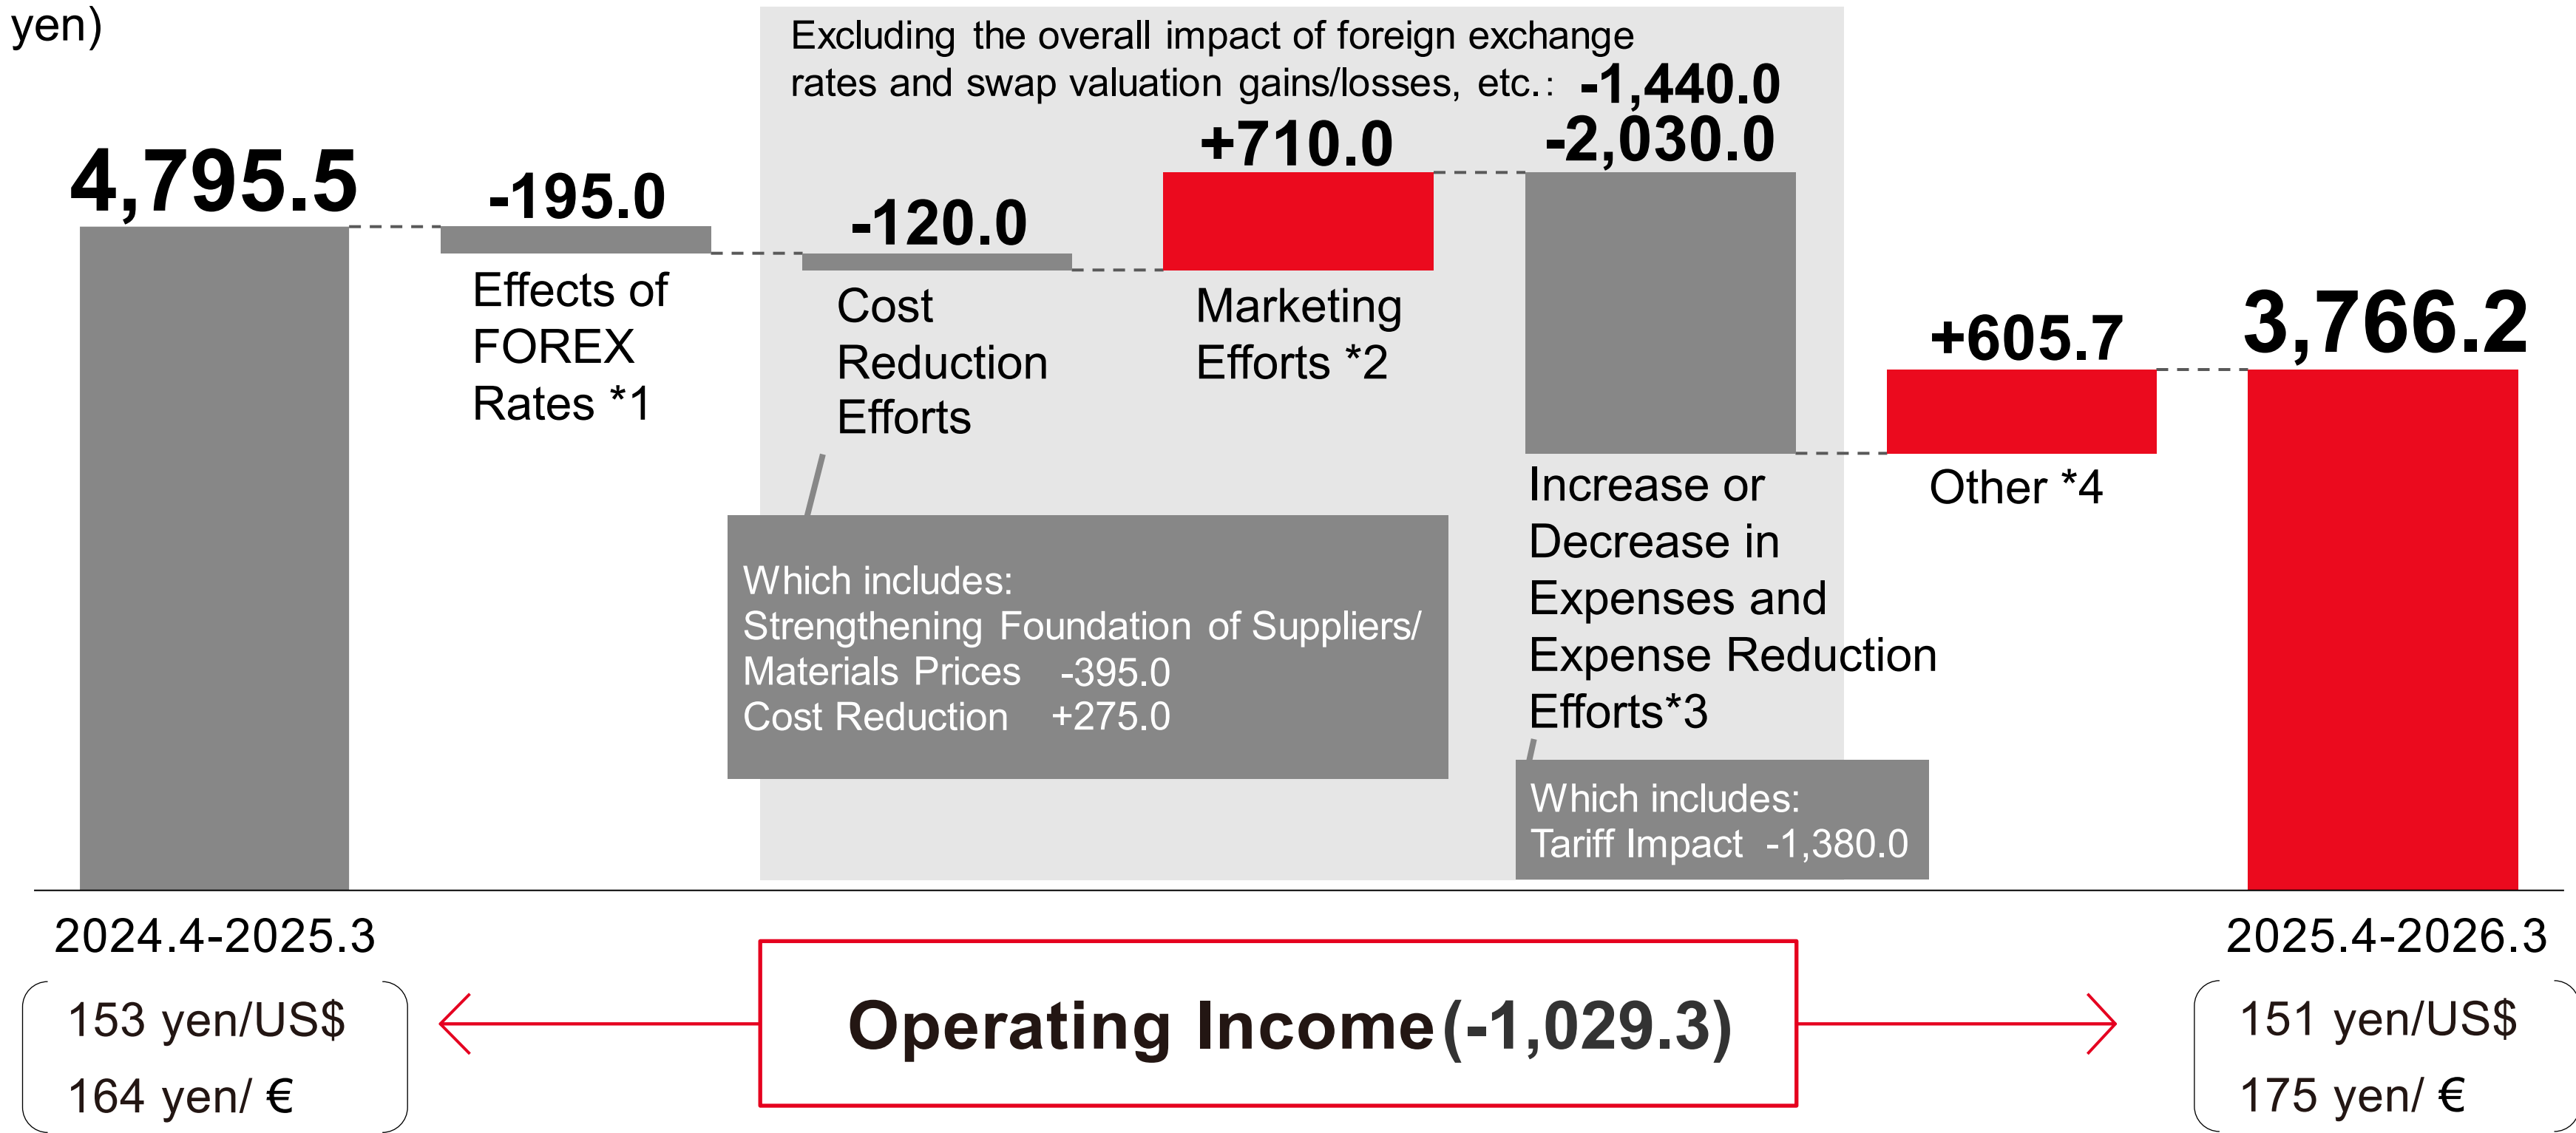 yen)
Excluding the overall impact of foreign exchange
rates and swap valuation gains/losses, etc.: -1,440.0
4,795.5
-195.0
Effects of
FOREX
Rates *1
-120.0
Cost
Reduction
Efforts
Which includes:
Strengthening Foundation of Suppliers/
Materials Prices -395.0
Cost Reduction +275.0
+710.0
Marketing
Efforts *2
-2,030.0
Increase or
Decrease in
Expenses and
Expense Reduction
Efforts*3
Which includes:
Tariff Impact -1,380.0
+605.7
Other *4
3,766.2
2024.4-2025.3
153 yen/US$
164 yen/ €
Operating Income(-1,029.3)
2025.4-2026.3
151 yen/US$
175 yen/ €